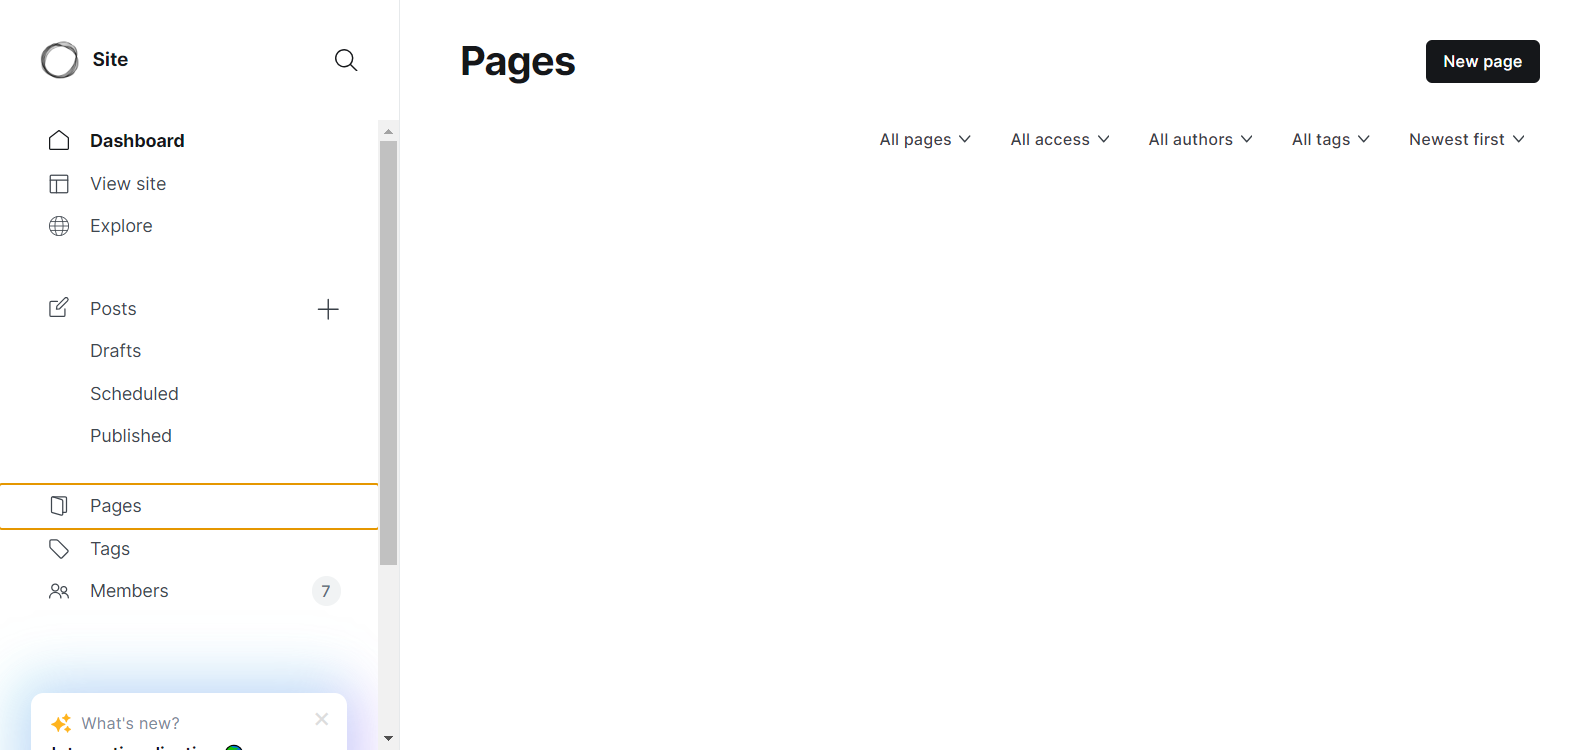 Site
Dashboard
View site
Explore
Posts
Drafts
Scheduled
Published
Pages
Tags
Members 7
What's new?
Pages
New page
All pages
All access
All authors
All tags
Newest first